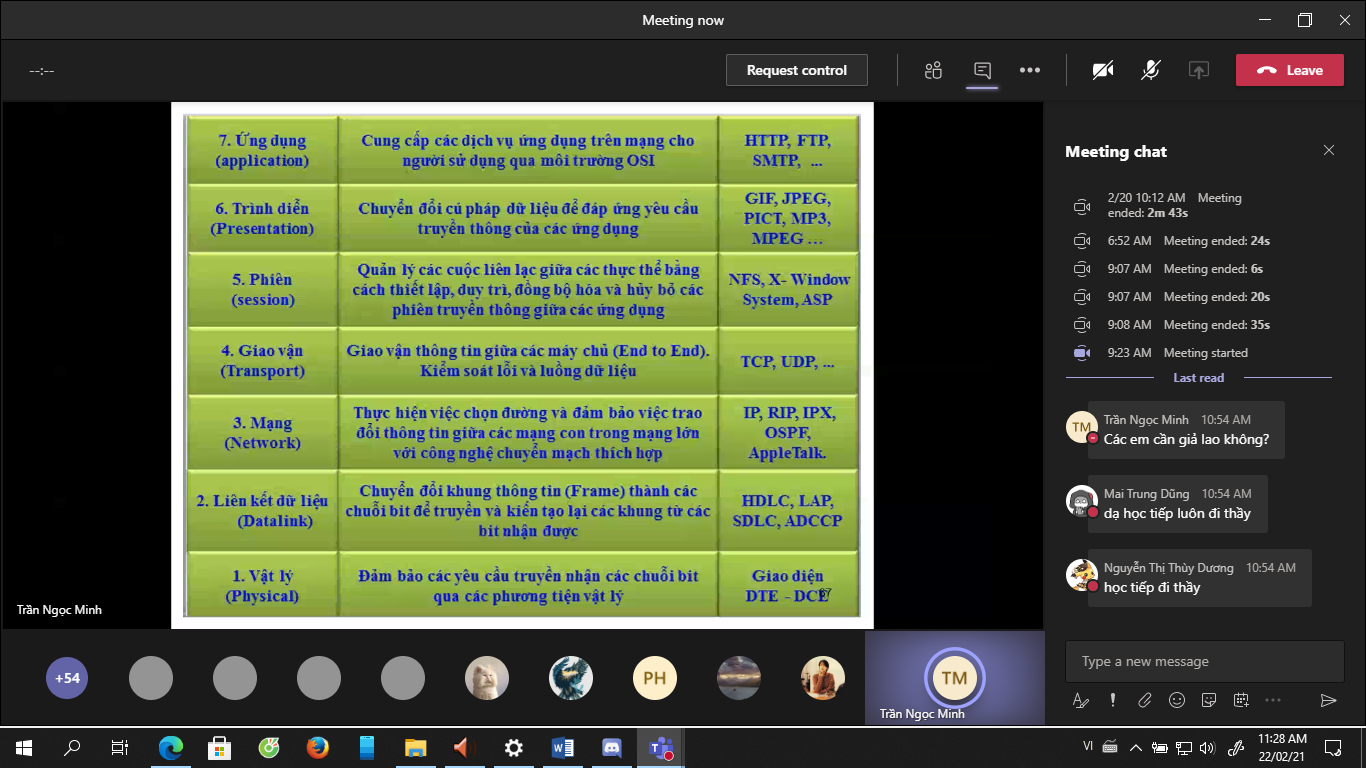 Meeting now
--:--
Request control
Leave
7. Ứng dụng
(application)
Cung cấp các dịch vụ ứng dụng trên mạng cho
người sử dụng qua môi trường OSI
HTTP, FTP,
SMTP, ...
6. Trình diễn
(Presentation)
Chuyển đổi cú pháp dữ liệu để đáp ứng yêu cầu
truyền thông của các ứng dụng
GIF, JPEG,
PICT, MP3,
MPEG ...
5. Phiên
(session)
Quản lý các cuộc liên lạc giữa các thực thể bằng
cách thiết lập, duy trì, đồng bộ hóa và hủy bỏ các
phiên truyền thông giữa các ứng dụng
NFS, X- Window
System, ASP
4. Giao vận
(Transport)
Giao vận thông tin giữa các máy chủ (End to End).
Kiểm soát lỗi và luồng dữ liệu
TCP, UDP, ...
3. Mạng
(Network)
Thực hiện việc chọn đường và đảm bảo việc trao
đổi thông tin giữa các mạng con trong mạng lớn
với công nghệ chuyển mạch thích hợp
IP, RIP, IPX,
OSPF,
AppleTalk.
2. Liên kết dữ liệu
(Datalink)
Chuyển đổi khung thông tin (Frame) thành các
chuỗi bit để truyền và kiến tạo lại các khung từ các
bit nhận được
HDLC, LAP,
SDLC, ADCCP
1. Vật lý
(Physical)
Đảm bảo các yêu cầu truyền nhận các chuỗi bit
qua các phương tiện vật lý
Giao diện
DTE - DCE
67
Trần Ngọc Minh
+54
PH
TM
Trần Ngọc Minh
Meeting chat
2/20 10:12 AM Meeting
ended: 2m 43s
6:52 AM Meeting ended: 24s
9:07 AM Meeting ended: 6s
9:07 AM Meeting ended: 20s
9:08 AM Meeting ended: 35s
9:23 AM Meeting started
Last read
TM
Trần Ngọc Minh 10:54 AM
Các em cần giả lao không?
Mai Trung Dũng 10:54 AM
dạ học tiếp luôn đi thầy
Nguyễn Thị Thùy Dương 10:54 AM
học tiếp đi thầy
Type a new message
VI
11:28 AM
22/02/21